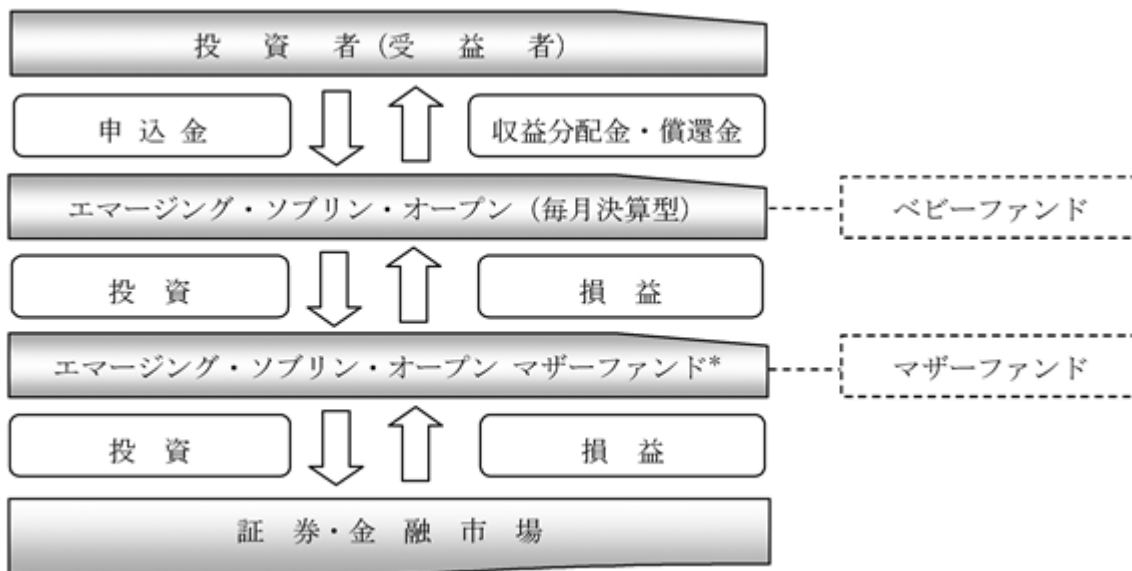 投資者(受益者)
申込金
収益分配金・償還金
エマージング・ソブリン・オープン(毎月決算型)
ベビーファンド
投資
損益
エマージング・ソブリン・オープン マザーファンド*
マザーファンド
投資
損益
証券・金融市場